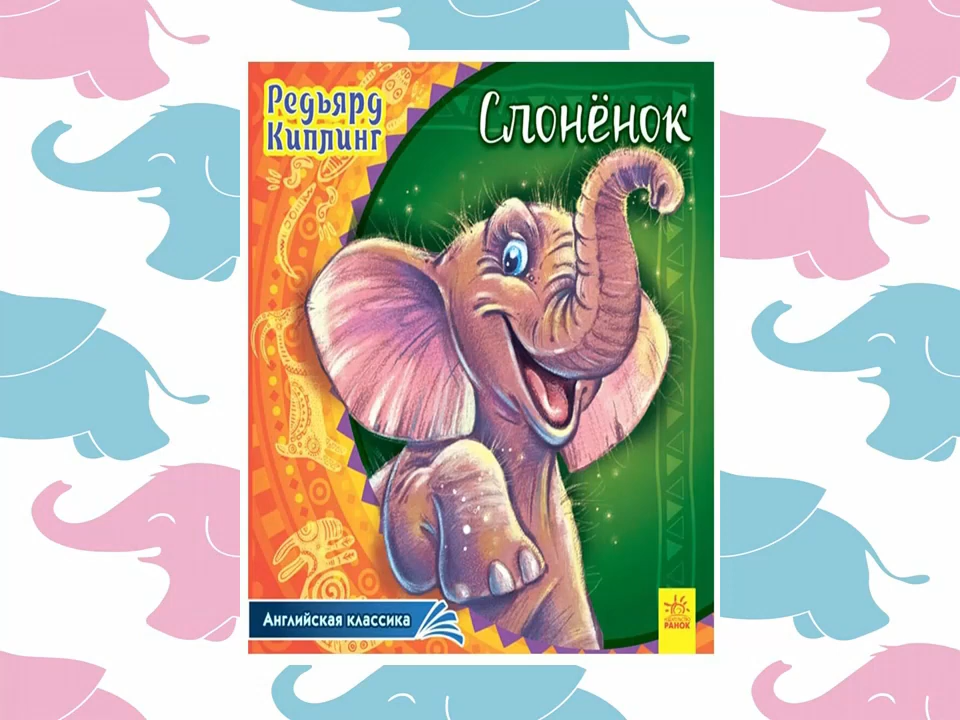 Редьярд
Киплинг
Слонёнок
Английская классика
РАНОК